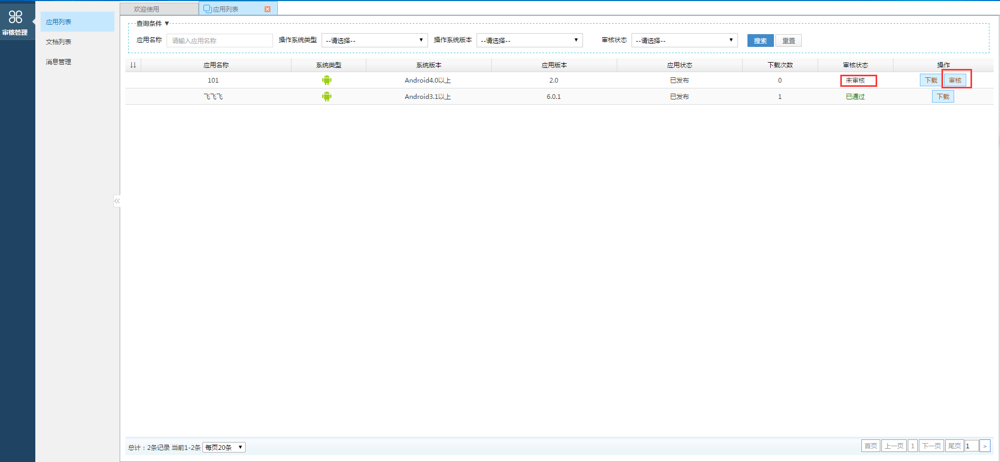 审核管理
应用列表
文档列表
消息管理
欢迎使用
应用列表
查询条件 ▼
应用名称 请输入应用名称 操作系统类型 --请选择-- 操作系统版本 --请选择-- 审核状态 --请选择-- 搜索 重置
应用名称 系统类型 系统版本 应用版本 应用状态 下载次数 审核状态 操作
101 Android4.0以上 2.0 已发布 0 未审核 下载 审核
飞飞飞 Android3.1以上 6.0.1 已发布 1 已通过 下载
总计：2条记录 当前1-2条 每页20条 首页 上一页 1 下一页 尾页 1 >